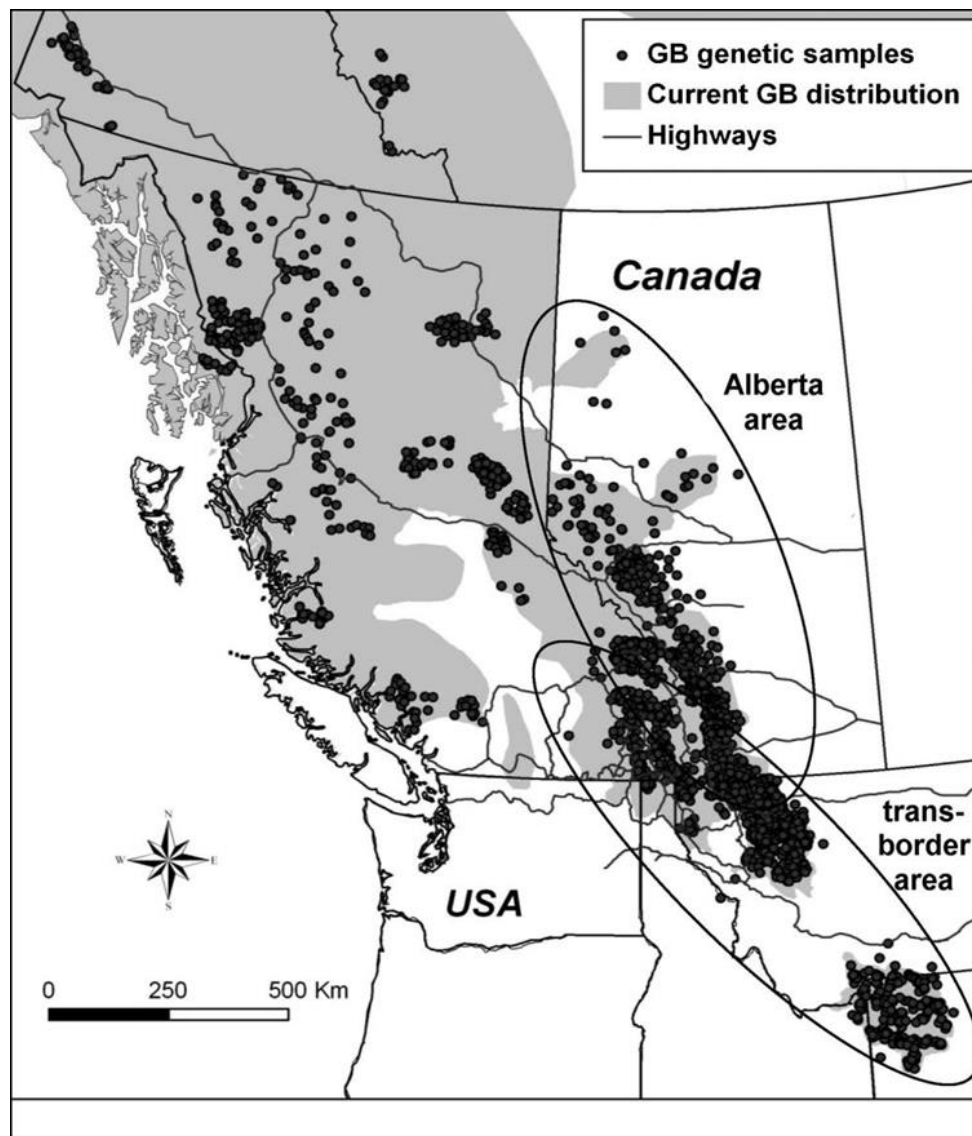 GB genetic samples
Current GB distribution
Highways
Canada
Alberta
area
trans-
border
area
N
W
E
S
USA
0
250
500 Km